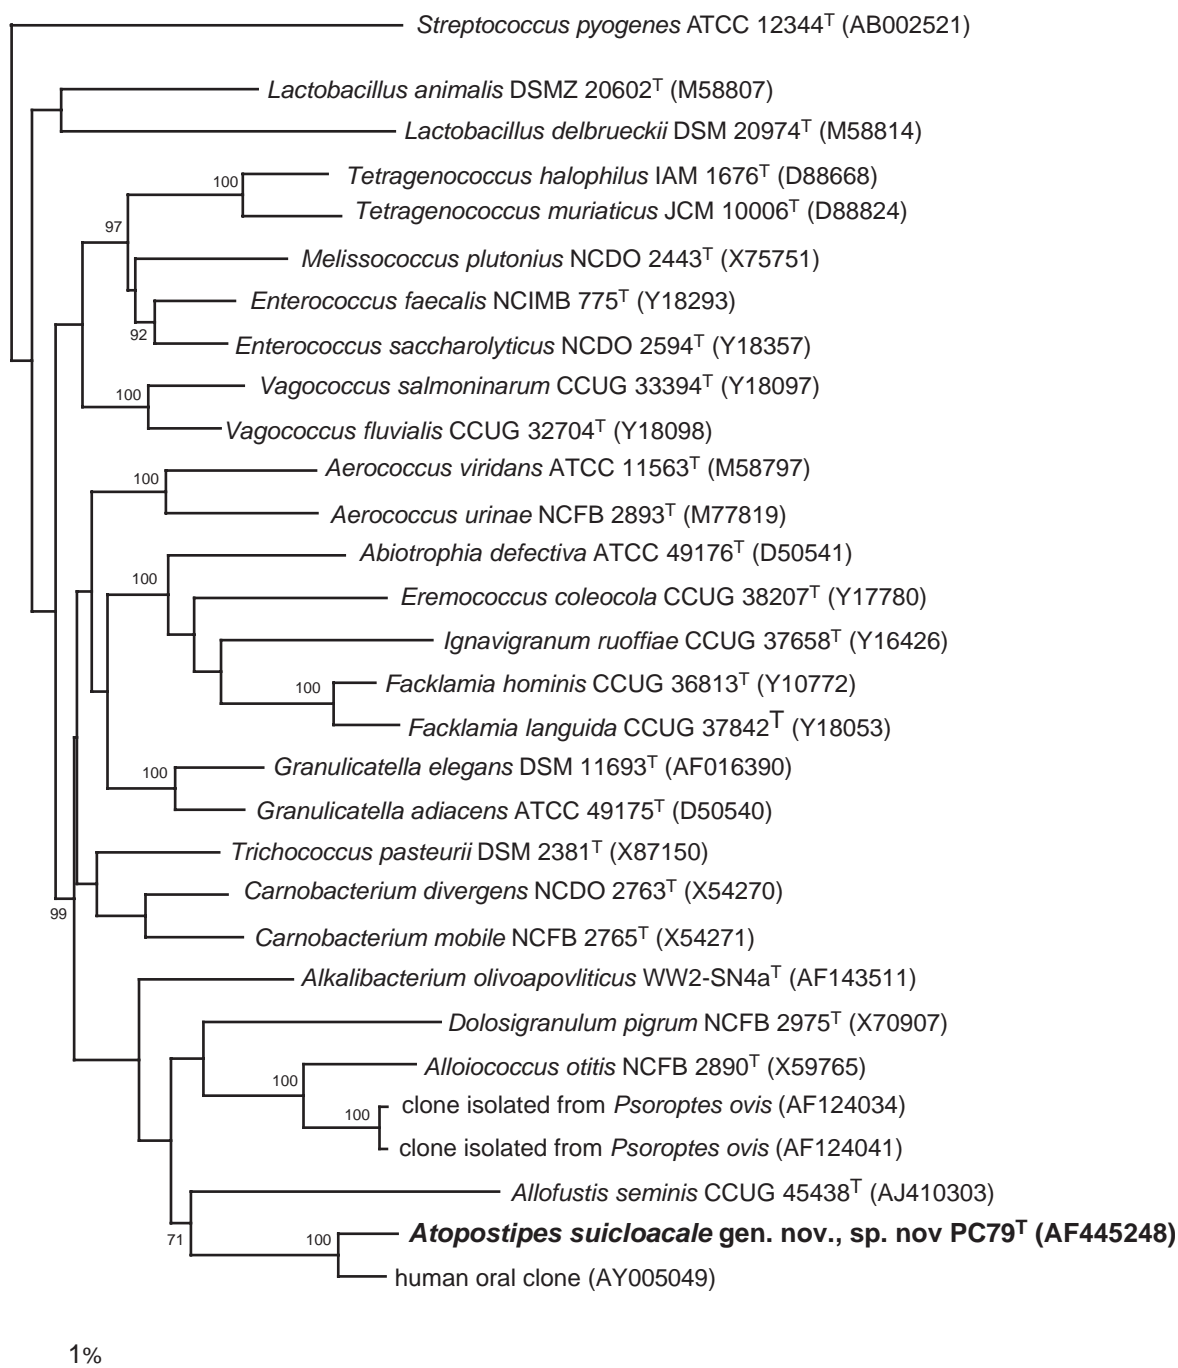 Streptococcus pyogenes ATCC 12344T (AB002521)
Lactobacillus animalis DSMZ 20602T (M58807)
Lactobacillus delbrueckii DSM 20974T (M58814)
100
Tetragenococcus halophilus IAM 1676T (D88668)
Tetragenococcus muriaticus JCM 10006T (D88824)
97
Melissococcus plutonius NCDO 2443T (X75751)
Enterococcus faecalis NCIMB 775T (Y18293)
92
Enterococcus saccharolyticus NCDO 2594T (Y18357)
Vagococcus salmoninarum CCUG 33394T (Y18097)
100
Vagococcus fluvialis CCUG 32704T (Y18098)
Aerococcus viridans ATCC 11563T (M58797)
100
Aerococcus urinae NCFB 2893T (M77819)
Abiotrophia defectiva ATCC 49176T (D50541)
100
Eremococcus coleocola CCUG 38207T (Y17780)
Ignavigranum ruoffiae CCUG 37658T (Y16426)
100
Facklamia hominis CCUG 36813T (Y10772)
Facklamia languida CCUG 37842T (Y18053)
Granulicatella elegans DSM 11693T (AF016390)
100
Granulicatella adiacens ATCC 49175T (D50540)
Trichococcus pasteurii DSM 2381T (X87150)
Carnobacterium divergens NCDO 2763T (X54270)
99
Carnobacterium mobile NCFB 2765T (X54271)
Alkalibacterium olivoapovliticus WW2-SN4aT (AF143511)
Dolosigranulum pigrum NCFB 2975T (X70907)
Alloiococcus otitis NCFB 2890T (X59765)
100
clone isolated from Psoroptes ovis (AF124034)
100
clone isolated from Psoroptes ovis (AF124041)
Allofustis seminis CCUG 45438T (AJ410303)
Atopostipes suicloacale gen. nov., sp. nov PC79T (AF445248)
71
100
human oral clone (AY005049)
1%